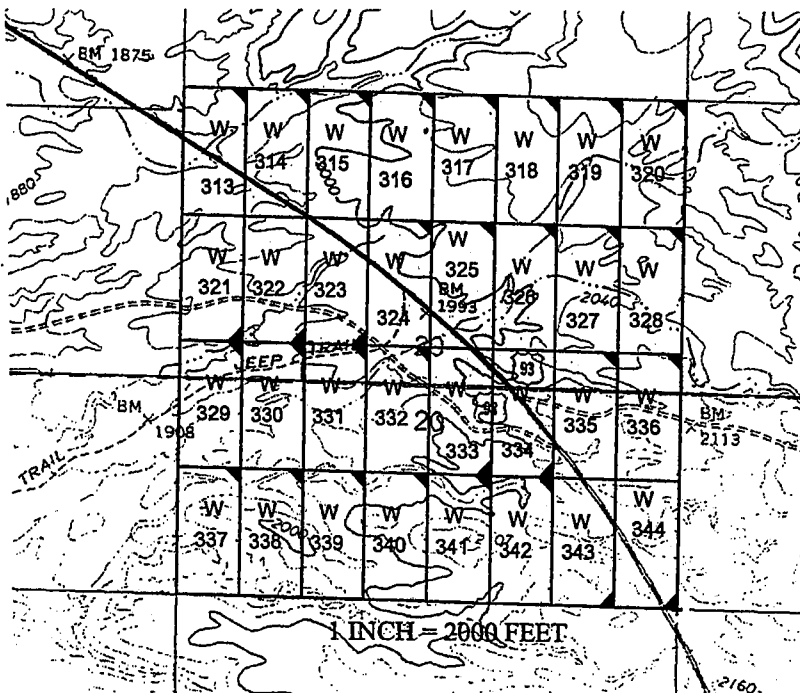 BM 1875
W W W W W W W W
313 314 315 316 317 318 319 320
1880
2000
W W W W W W W W
321 322 323 324 325 326 327 328
BM
1993
2040
JEEP TRAIL
93
W W W W W W W W
329 330 331 332 333 334 335 336
BM
1908
20
93
BM
2113
TRAIL
W W W W W W W W
337 338 339 340 341 342 343 344
2000
1 INCH = 2000 FEET
2160